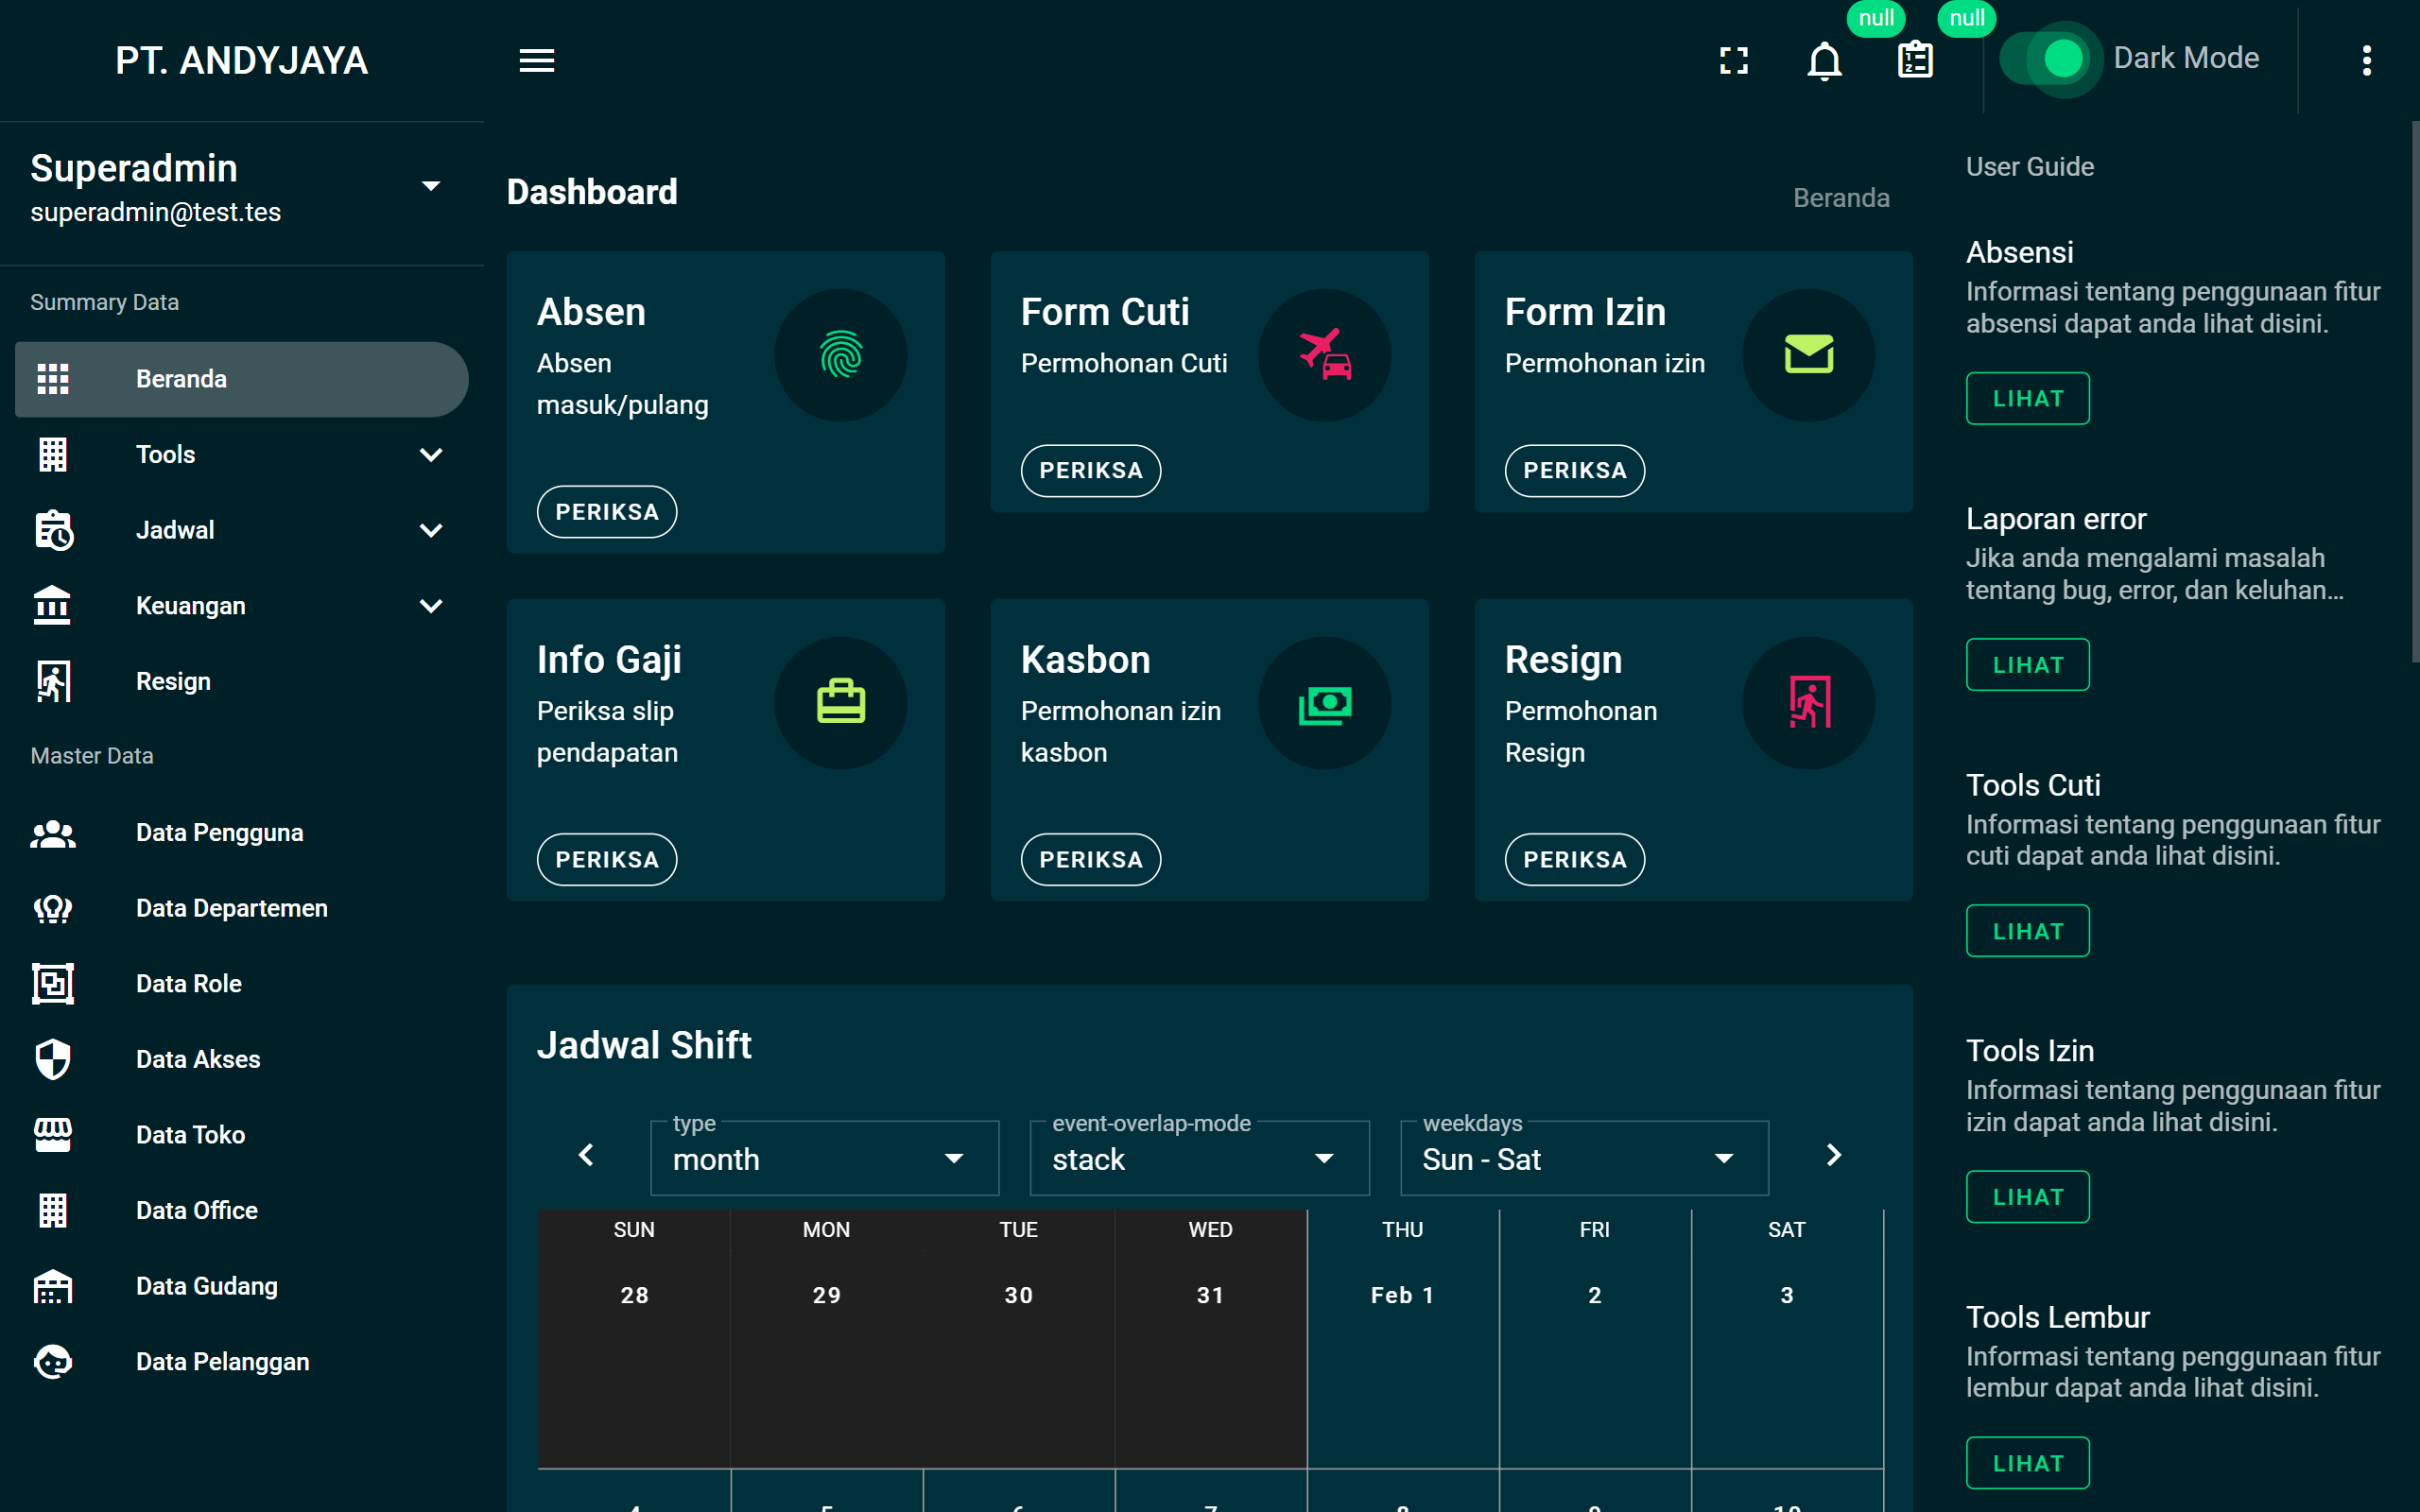 PT. ANDYJAYA
null
null
Dark Mode
Superadmin
superadmin@test.tes
Summary Data
Beranda
Tools
Jadwal
Keuangan
Resign
Master Data
Data Pengguna
Data Departemen
Data Role
Data Akses
Data Toko
Data Office
Data Gudang
Data Pelanggan
Dashboard
Beranda
Absen
Absen
masuk/pulang
PERIKSA
Form Cuti
Permohonan Cuti
PERIKSA
Form Izin
Permohonan izin
PERIKSA
Info Gaji
Periksa slip
pendapatan
PERIKSA
Kasbon
Permohonan izin
kasbon
PERIKSA
Resign
Permohonan
Resign
PERIKSA
Jadwal Shift
type
month
event-overlap-mode
stack
weekdays
Sun - Sat
SUN MON TUE WED THU FRI SAT
28 29 30 31 Feb 1 2 3
User Guide
Absensi
Informasi tentang penggunaan fitur
absensi dapat anda lihat disini.
LIHAT
Laporan error
Jika anda mengalami masalah
tentang bug, error, dan keluhan...
LIHAT
Tools Cuti
Informasi tentang penggunaan fitur
cuti dapat anda lihat disini.
LIHAT
Tools Izin
Informasi tentang penggunaan fitur
izin dapat anda lihat disini.
LIHAT
Tools Lembur
Informasi tentang penggunaan fitur
lembur dapat anda lihat disini.
LIHAT